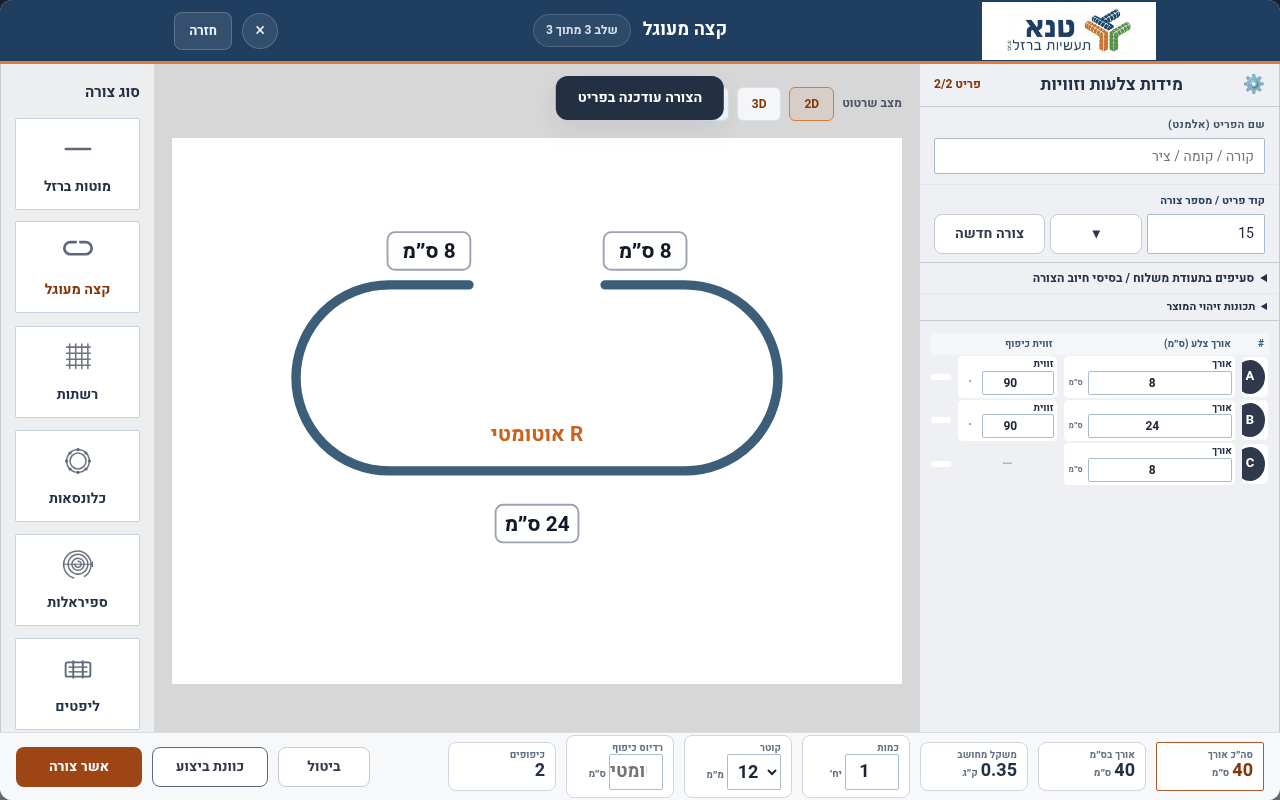 טנא
תעשיות ברזל
קצה מעוגל
שלב 3 מתוך 3
×
חזרה
מידות צלעות וזוויות
פריט 2/2
שם הפריט (אלמנט)
קורה / קומה / ציר
קוד פריט / מספר צורה
15
▼
צורה חדשה
סעיפים בתעודת משלוח / בסיסי חיוב הצורה
תכונות זיהוי המוצר
#
אורך צלע (ס״מ)
זווית כיפוף
A
אורך
8
ס״מ
זווית
90
B
אורך
24
ס״מ
זווית
90
C
אורך
8
ס״מ
—
מצב שרטוט
2D
3D
הצורה עודכנה בפריט
8 ס״מ
8 ס״מ
R אוטומטי
24 ס״מ
סוג צורה
מוטות ברזל
קצה מעוגל
רשתות
כלונסאות
ספיראלות
ליפטים
סה״כ אורך
40 ס״מ
אורך בס״מ
40 ס״מ
משקל מחושב
0.35 ק״ג
כמות
1
יח׳
קוטר
12
מ״מ
רדיוס כיפוף
ומטי
ס״מ
כיפופים
2
ביטול
כוונת ביצוע
אשר צורה